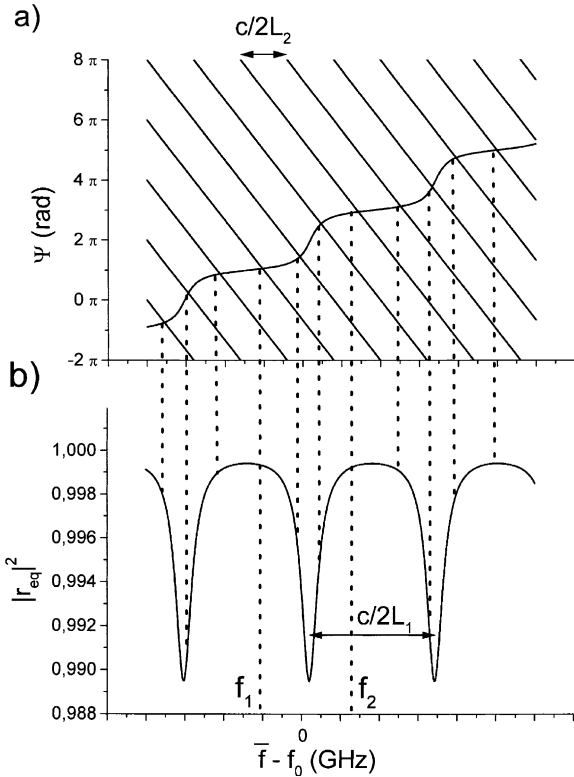 a)
c/2L₂
8 π
6 π
4 π
2 π
0 π
-2 π
Ψ (rad)
b)
1,000
0,998
0,996
0,994
0,992
0,990
0,988
|r_eq|²
c/2L₁
f₁
f₂
0
f̅ - f₀ (GHz)